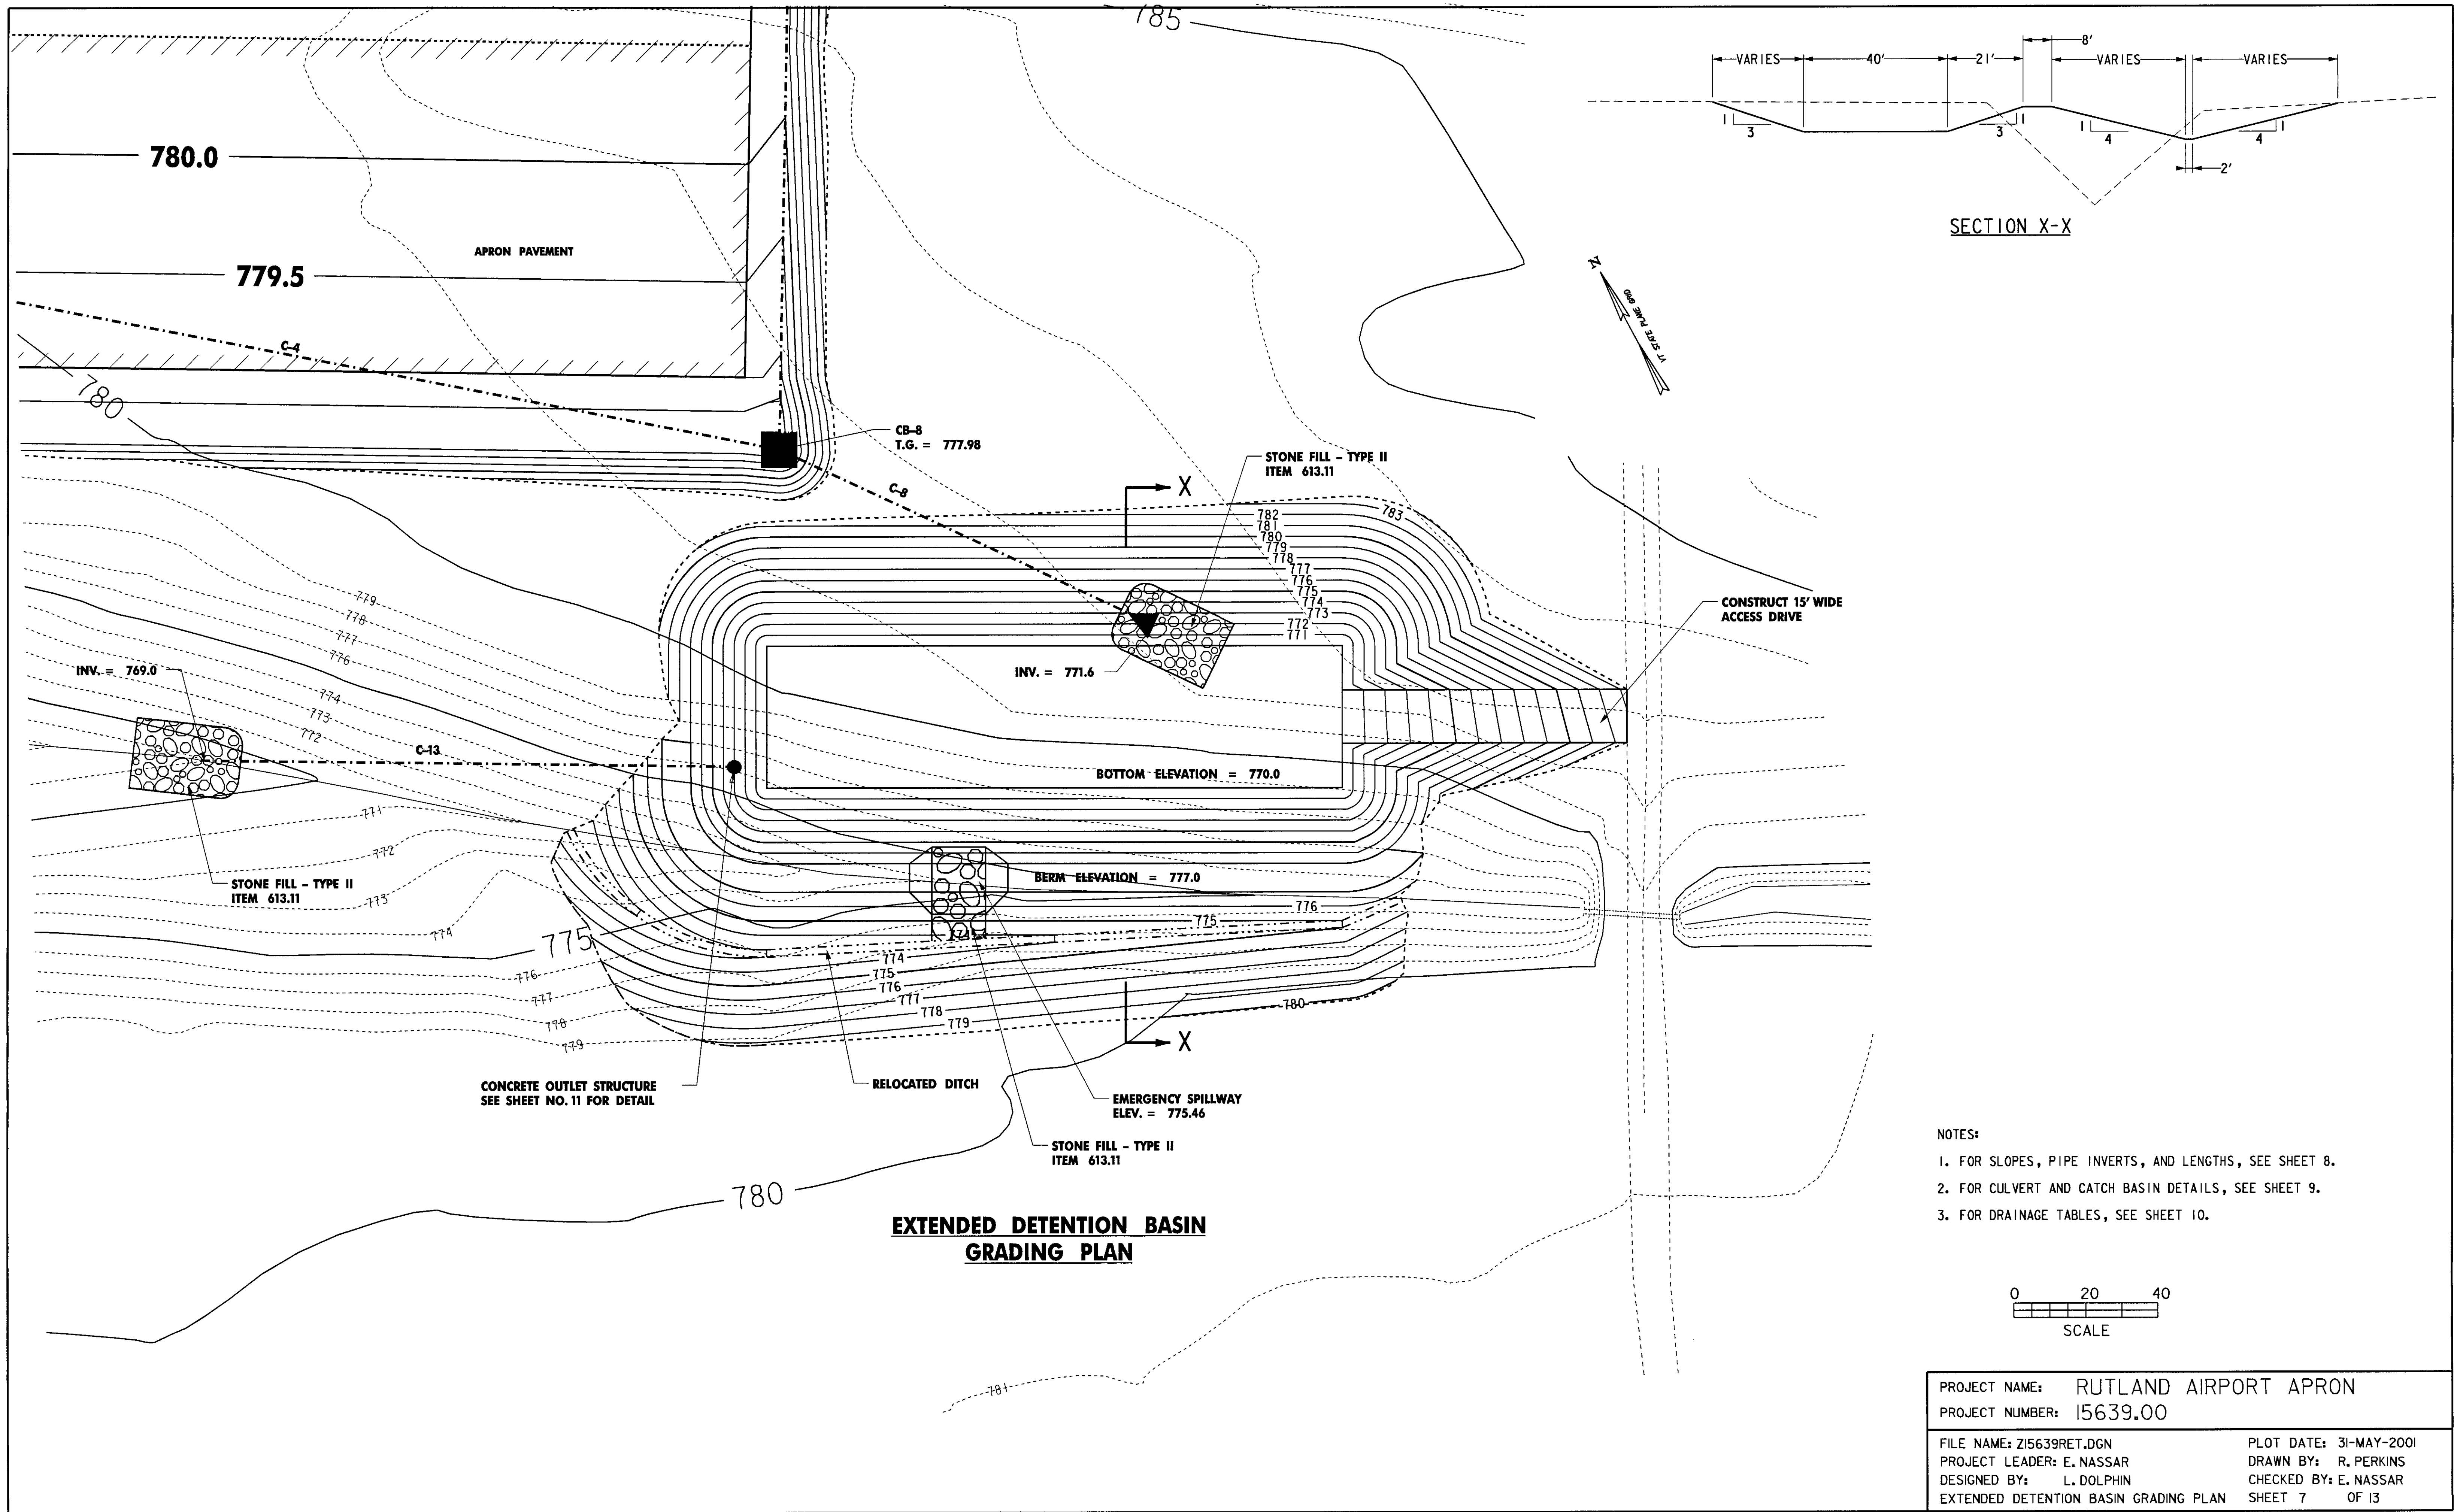 785
VARIES
40'
21'
8'
VARIES
VARIES
1
3
3
1
1
4
4
1
2'
SECTION X-X
N
VT STATE PLANE GRID
780.0
APRON PAVEMENT
779.5
C-4
780
CB-8
T.G. = 777.98
C-8
STONE FILL - TYPE II
ITEM 613.11
X
782
783
781
780
779
778
777
776
775
774
773
772
771
CONSTRUCT 15' WIDE
ACCESS DRIVE
779
778
777
776
774
773
772
INV. = 769.0
INV. = 771.6
C-13
BOTTOM ELEVATION = 770.0
771
772
773
774
STONE FILL - TYPE II
ITEM 613.11
BERM ELEVATION = 777.0
776
775
775
774
775
776
777
778
779
780
776
777
778
779
X
CONCRETE OUTLET STRUCTURE
SEE SHEET NO. 11 FOR DETAIL
RELOCATED DITCH
EMERGENCY SPILLWAY
ELEV. = 775.46
STONE FILL - TYPE II
ITEM 613.11
780
EXTENDED DETENTION BASIN
GRADING PLAN
781
NOTES:
1. FOR SLOPES, PIPE INVERTS, AND LENGTHS, SEE SHEET 8.
2. FOR CULVERT AND CATCH BASIN DETAILS, SEE SHEET 9.
3. FOR DRAINAGE TABLES, SEE SHEET 10.
0 20 40
SCALE
PROJECT NAME: RUTLAND AIRPORT APRON
PROJECT NUMBER: 15639.00
FILE NAME: Z15639RET.DGN PLOT DATE: 31-MAY-2001
PROJECT LEADER: E. NASSAR DRAWN BY: R. PERKINS
DESIGNED BY: L. DOLPHIN CHECKED BY: E. NASSAR
EXTENDED DETENTION BASIN GRADING PLAN SHEET 7 OF 13